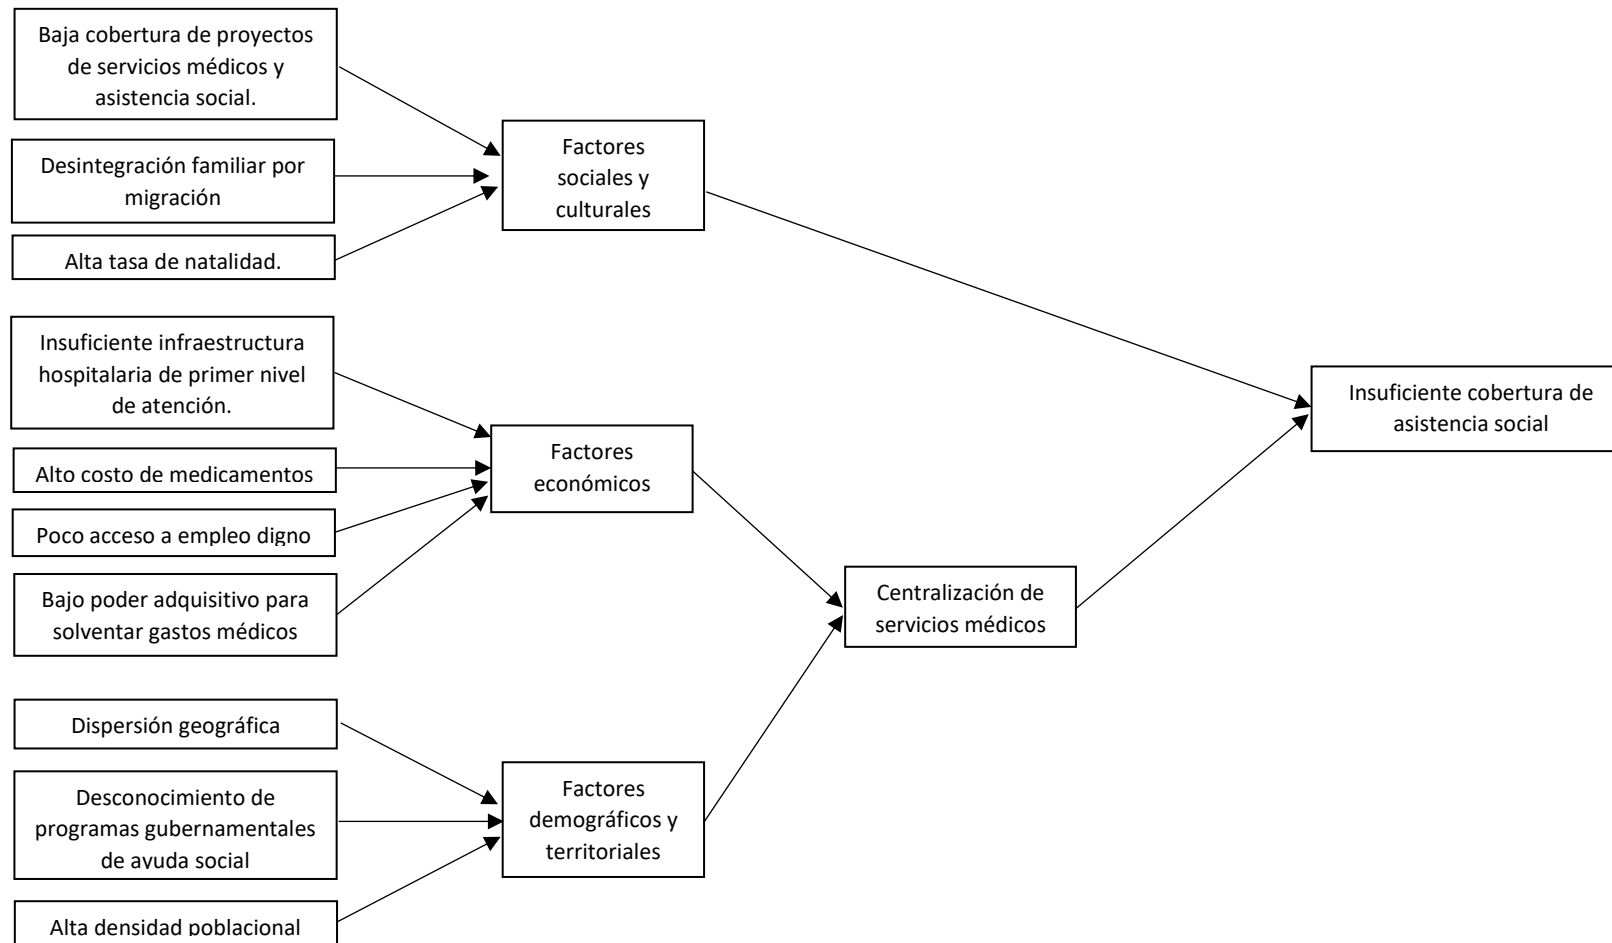 Baja cobertura de proyectos
de servicios médicos y
asistencia social.
Desintegración familiar por
migración
Alta tasa de natalidad.
Factores
sociales y
culturales
Insuficiente infraestructura
hospitalaria de primer nivel
de atención.
Alto costo de medicamentos
Poco acceso a empleo digno
Bajo poder adquisitivo para
solventar gastos médicos
Factores
económicos
Insuficiente cobertura de
asistencia social
Centralización de
servicios médicos
Dispersión geográfica
Desconocimiento de
programas gubernamentales
de ayuda social
Alta densidad poblacional
Factores
demográficos y
territoriales